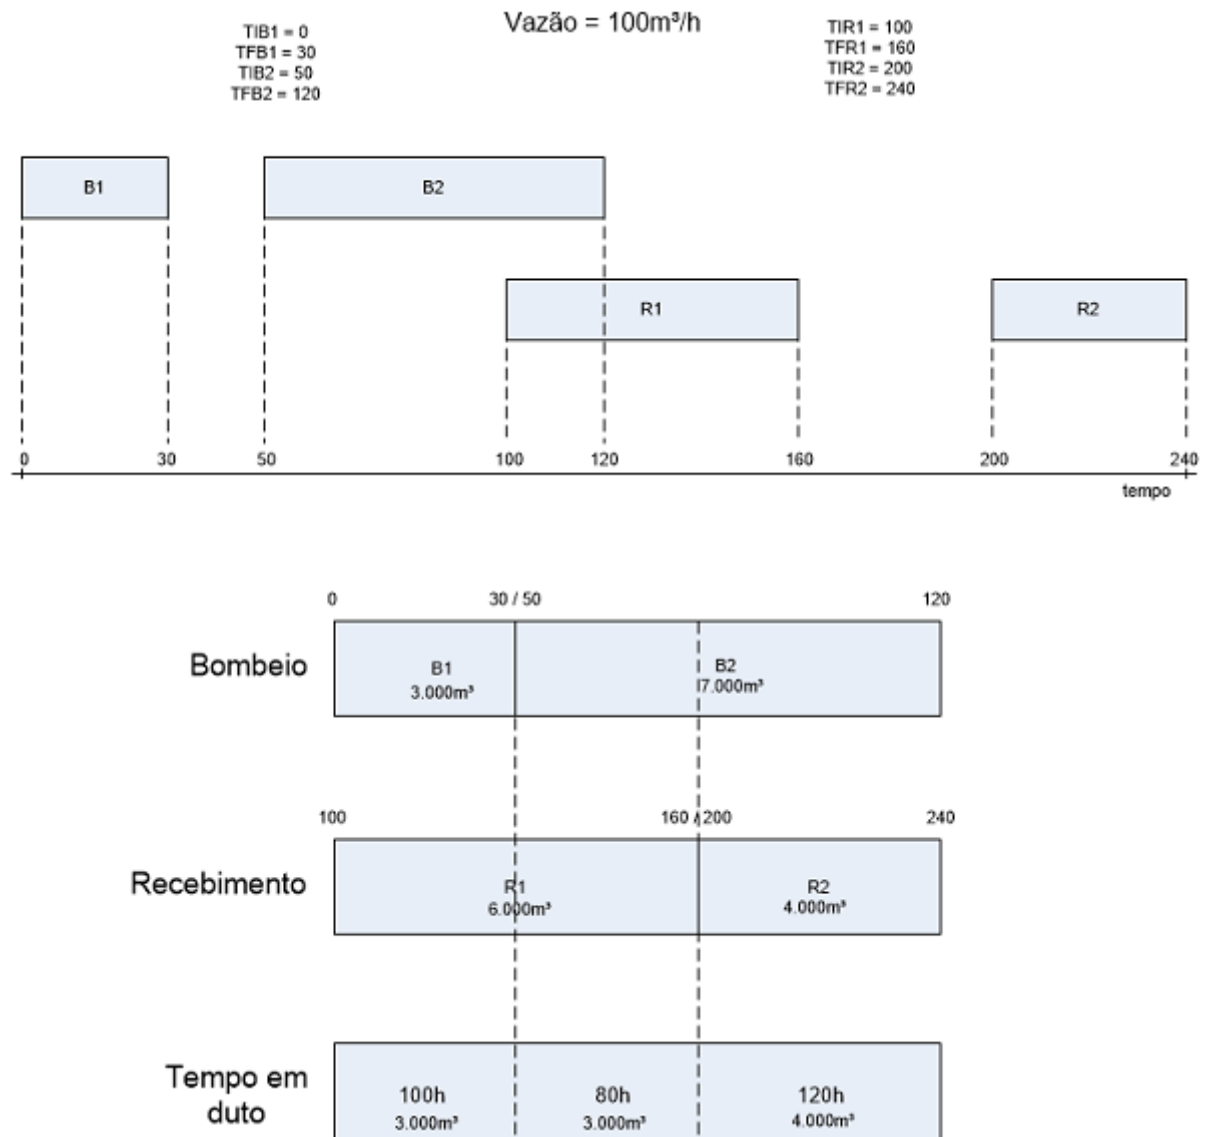 Vazão = 100m³/h
TIB1 = 0
TFB1 = 30
TIB2 = 50
TFB2 = 120
TIR1 = 100
TFR1 = 160
TIR2 = 200
TFR2 = 240
B1
B2
R1
R2
0 30 50 100 120 160 200 240
tempo
0 30 / 50 120
Bombeio
B1
3.000m³
B2
7.000m³
100 160 / 200 240
Recebimento
R1
6.000m³
R2
4.000m³
Tempo em
duto
100h
3.000m³
80h
3.000m³
120h
4.000m³